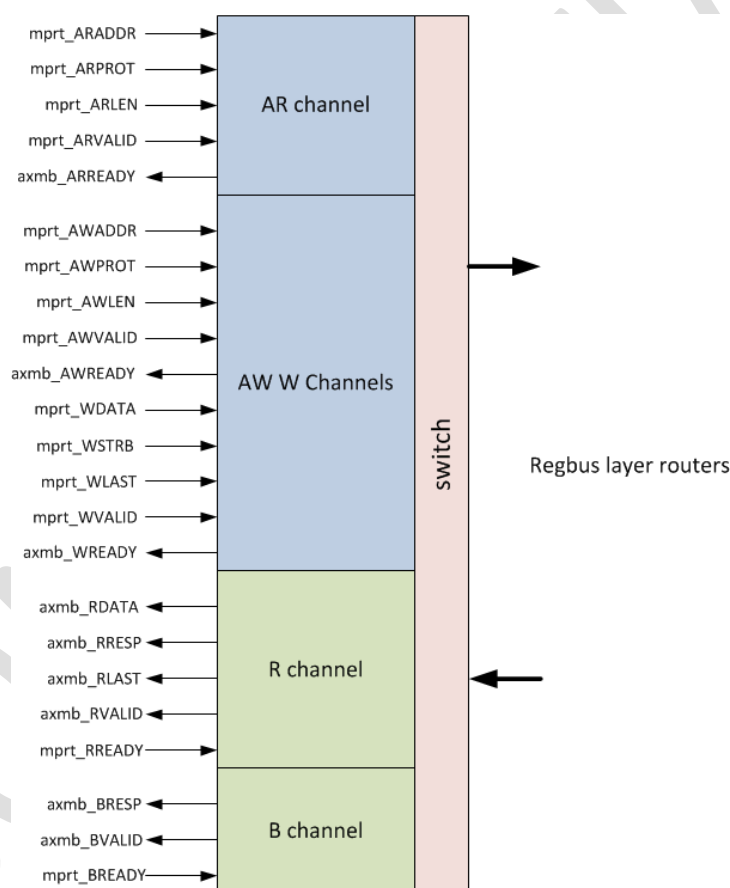 mprt_ARADDR
mprt_ARPROT
mprt_ARLEN
mprt_ARVALID
axmb_ARREADY
AR channel
mprt_AWADDR
mprt_AWPROT
mprt_AWLEN
mprt_AWVALID
axmb_AWREADY
mprt_WDATA
mprt_WSTRB
mprt_WLAST
mprt_WVALID
axmb_WREADY
AW W Channels
axmb_RDATA
axmb_RRESP
axmb_RLAST
axmb_RVALID
mprt_RREADY
R channel
axmb_BRESP
axmb_BVALID
mprt_BREADY
B channel
switch
Regbus layer routers